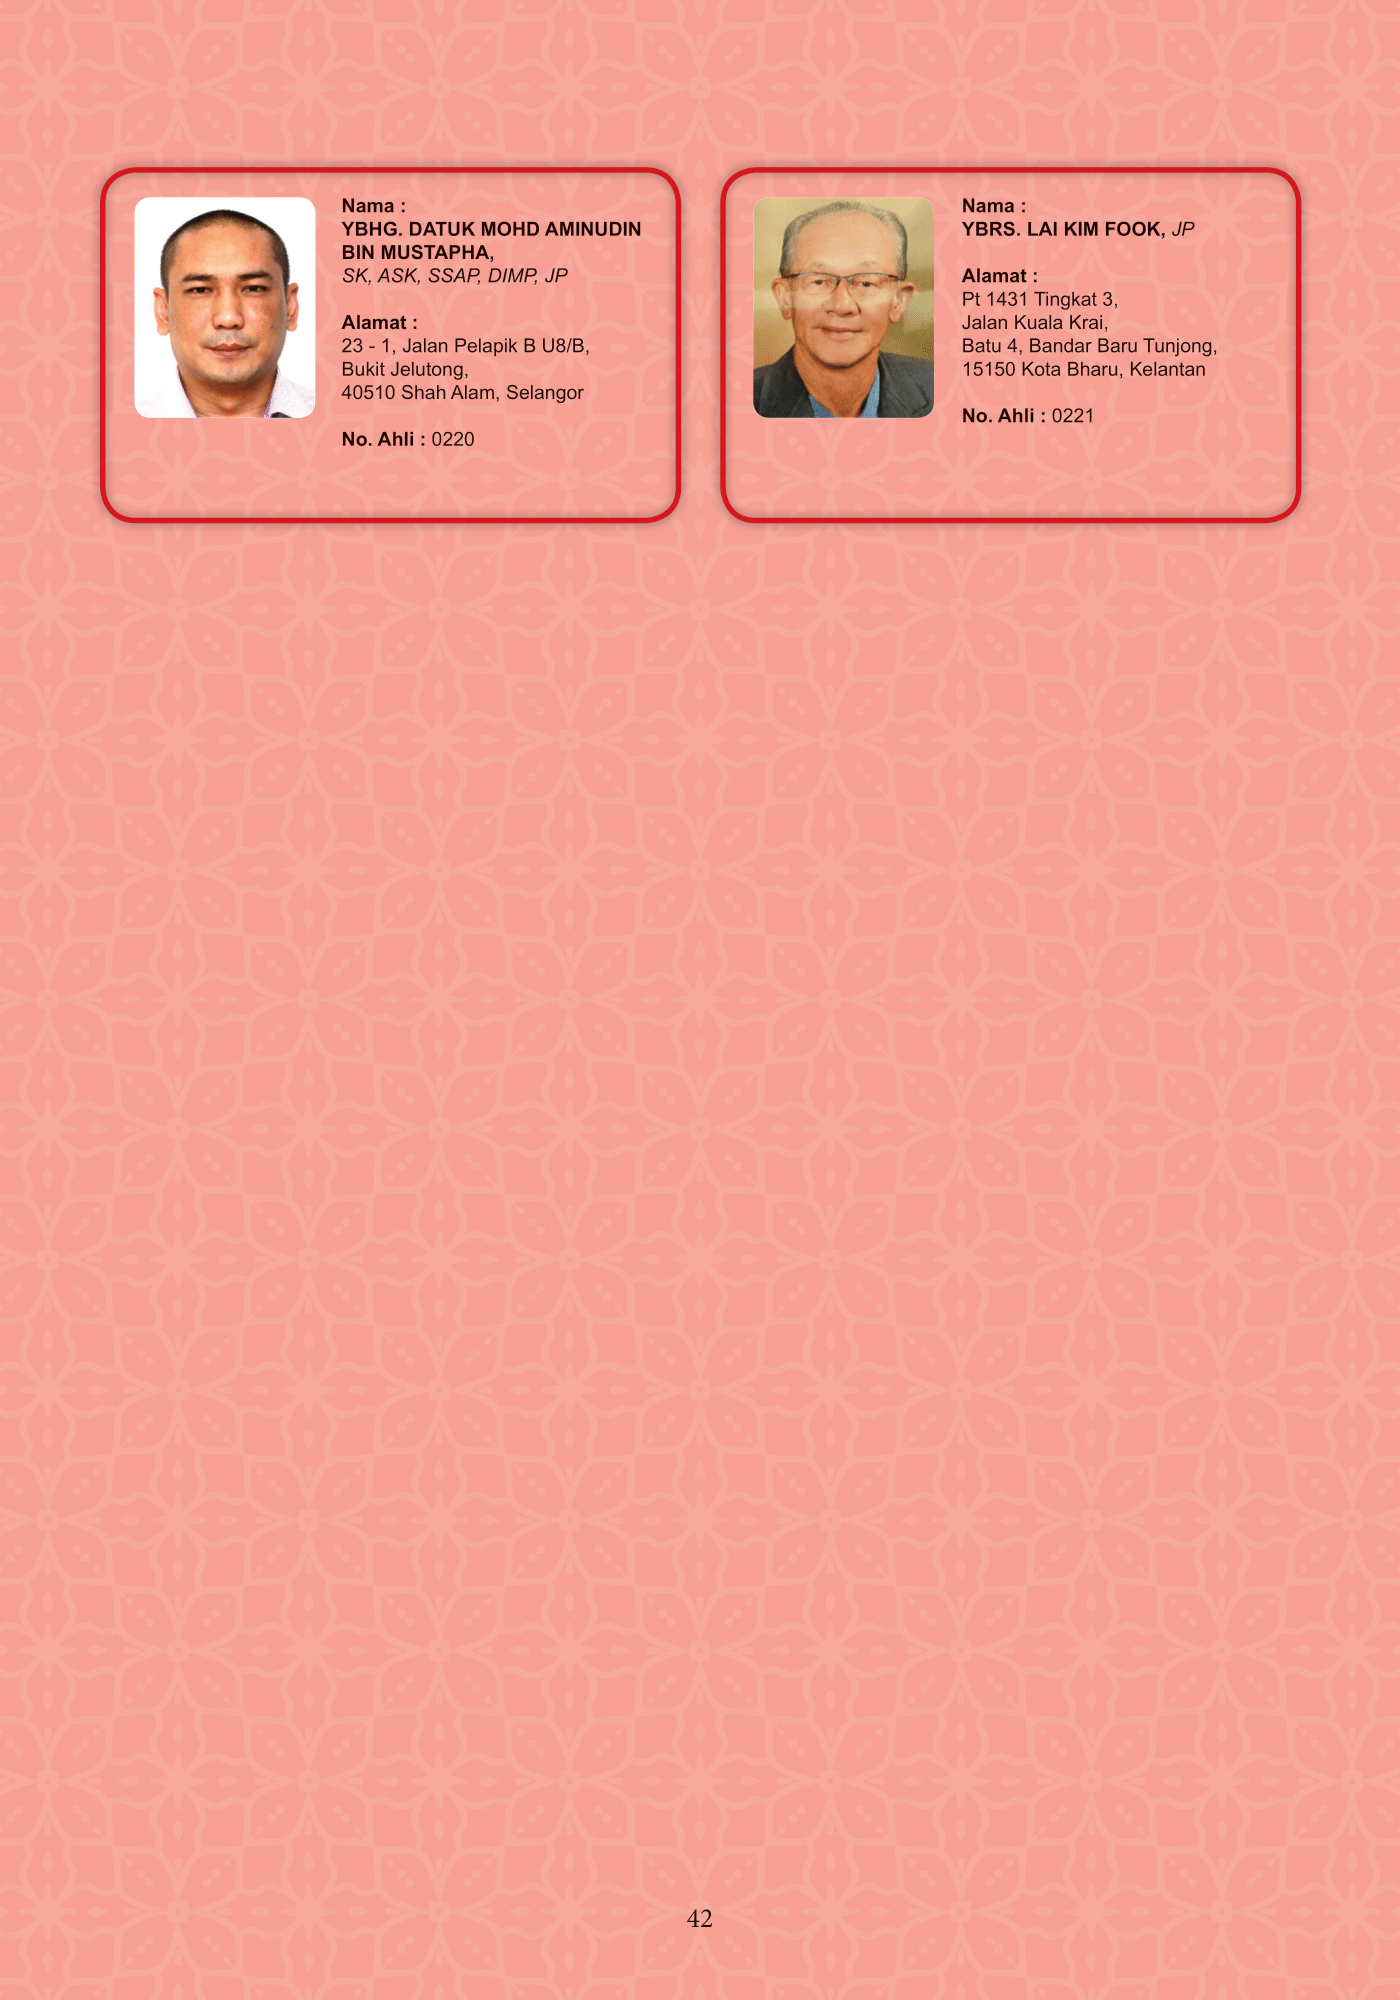 Nama :
YBHG. DATUK MOHD AMINUDIN
BIN MUSTAPHA,
SK, ASK, SSAP, DIMP, JP
Alamat :
23 - 1, Jalan Pelapik B U8/B,
Bukit Jelutong,
40510 Shah Alam, Selangor
No. Ahli : 0220
Nama :
YBRS. LAI KIM FOOK, JP
Alamat :
Pt 1431 Tingkat 3,
Jalan Kuala Krai,
Batu 4, Bandar Baru Tunjong,
15150 Kota Bharu, Kelantan
No. Ahli : 0221
42